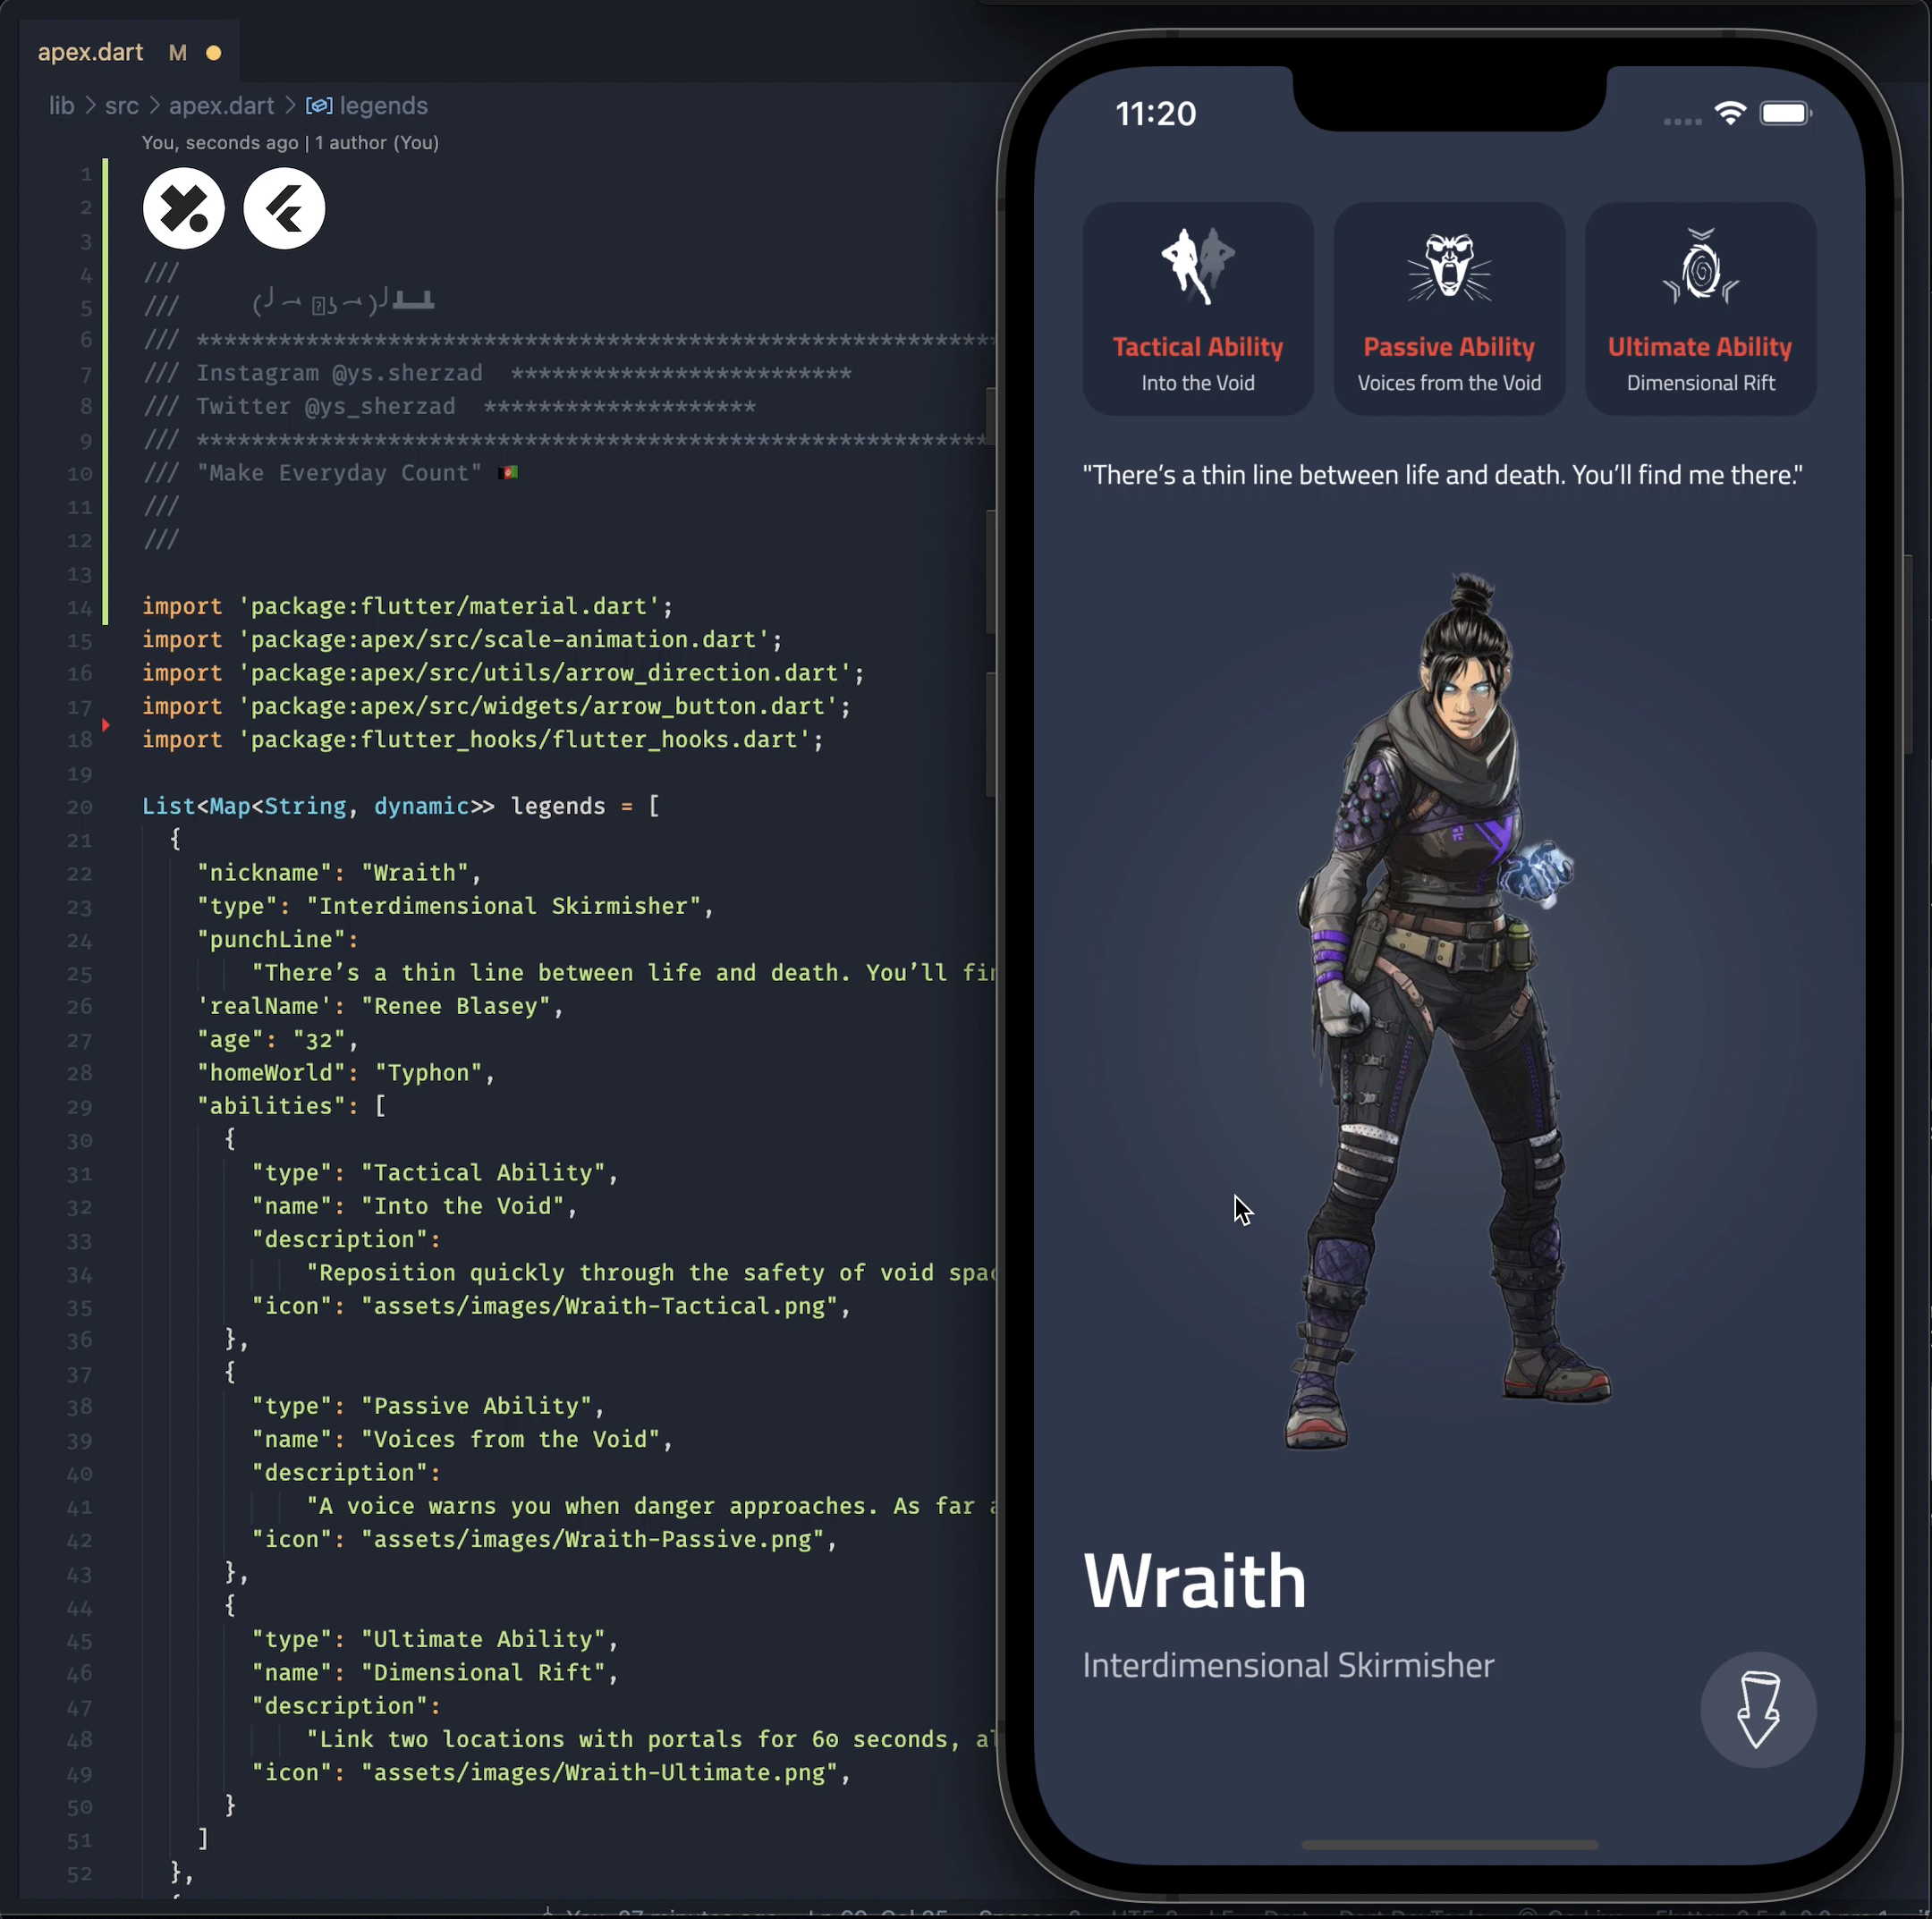 apex.dart M
lib > src > apex.dart > legends
You, seconds ago | 1 author (You)
1
2
3
4 ///
5 ///
6 /// ***********************************************************
7 /// Instagram @ys.sherzad *************************
8 /// Twitter @ys_sherzad ********************
9 /// **********************************************************
10 /// "Make Everyday Count" 🇦🇫
11 ///
12 ///
13
14 import 'package:flutter/material.dart';
15 import 'package:apex/src/scale-animation.dart';
16 import 'package:apex/src/utils/arrow_direction.dart';
17 import 'package:apex/src/widgets/arrow_button.dart';
18 import 'package:flutter_hooks/flutter_hooks.dart';
19
20 List<Map<String, dynamic>> legends = [
21 {
22 "nickname": "Wraith",
23 "type": "Interdimensional Skirmisher",
24 "punchLine":
25 "There’s a thin line between life and death. You’ll
26 'realName': "Renee Blasey",
27 "age": "32",
28 "homeWorld": "Typhon",
29 "abilities": [
30 {
31 "type": "Tactical Ability",
32 "name": "Into the Void",
33 "description":
34 "Reposition quickly through the safety of void
35 "icon": "assets/images/Wraith-Tactical.png",
36 },
37 {
38 "type": "Passive Ability",
39 "name": "Voices from the Void",
40 "description":
41 "A voice warns you when danger approaches. As far
42 "icon": "assets/images/Wraith-Passive.png",
43 },
44 {
45 "type": "Ultimate Ability",
46 "name": "Dimensional Rift",
47 "description":
48 "Link two locations with portals for 60 seconds,
49 "icon": "assets/images/Wraith-Ultimate.png",
50 }
51 ]
52 },
11:20
Tactical Ability
Into the Void
Passive Ability
Voices from the Void
Ultimate Ability
Dimensional Rift
"There’s a thin line between life and death. You’ll find me there."
Wraith
Interdimensional Skirmisher